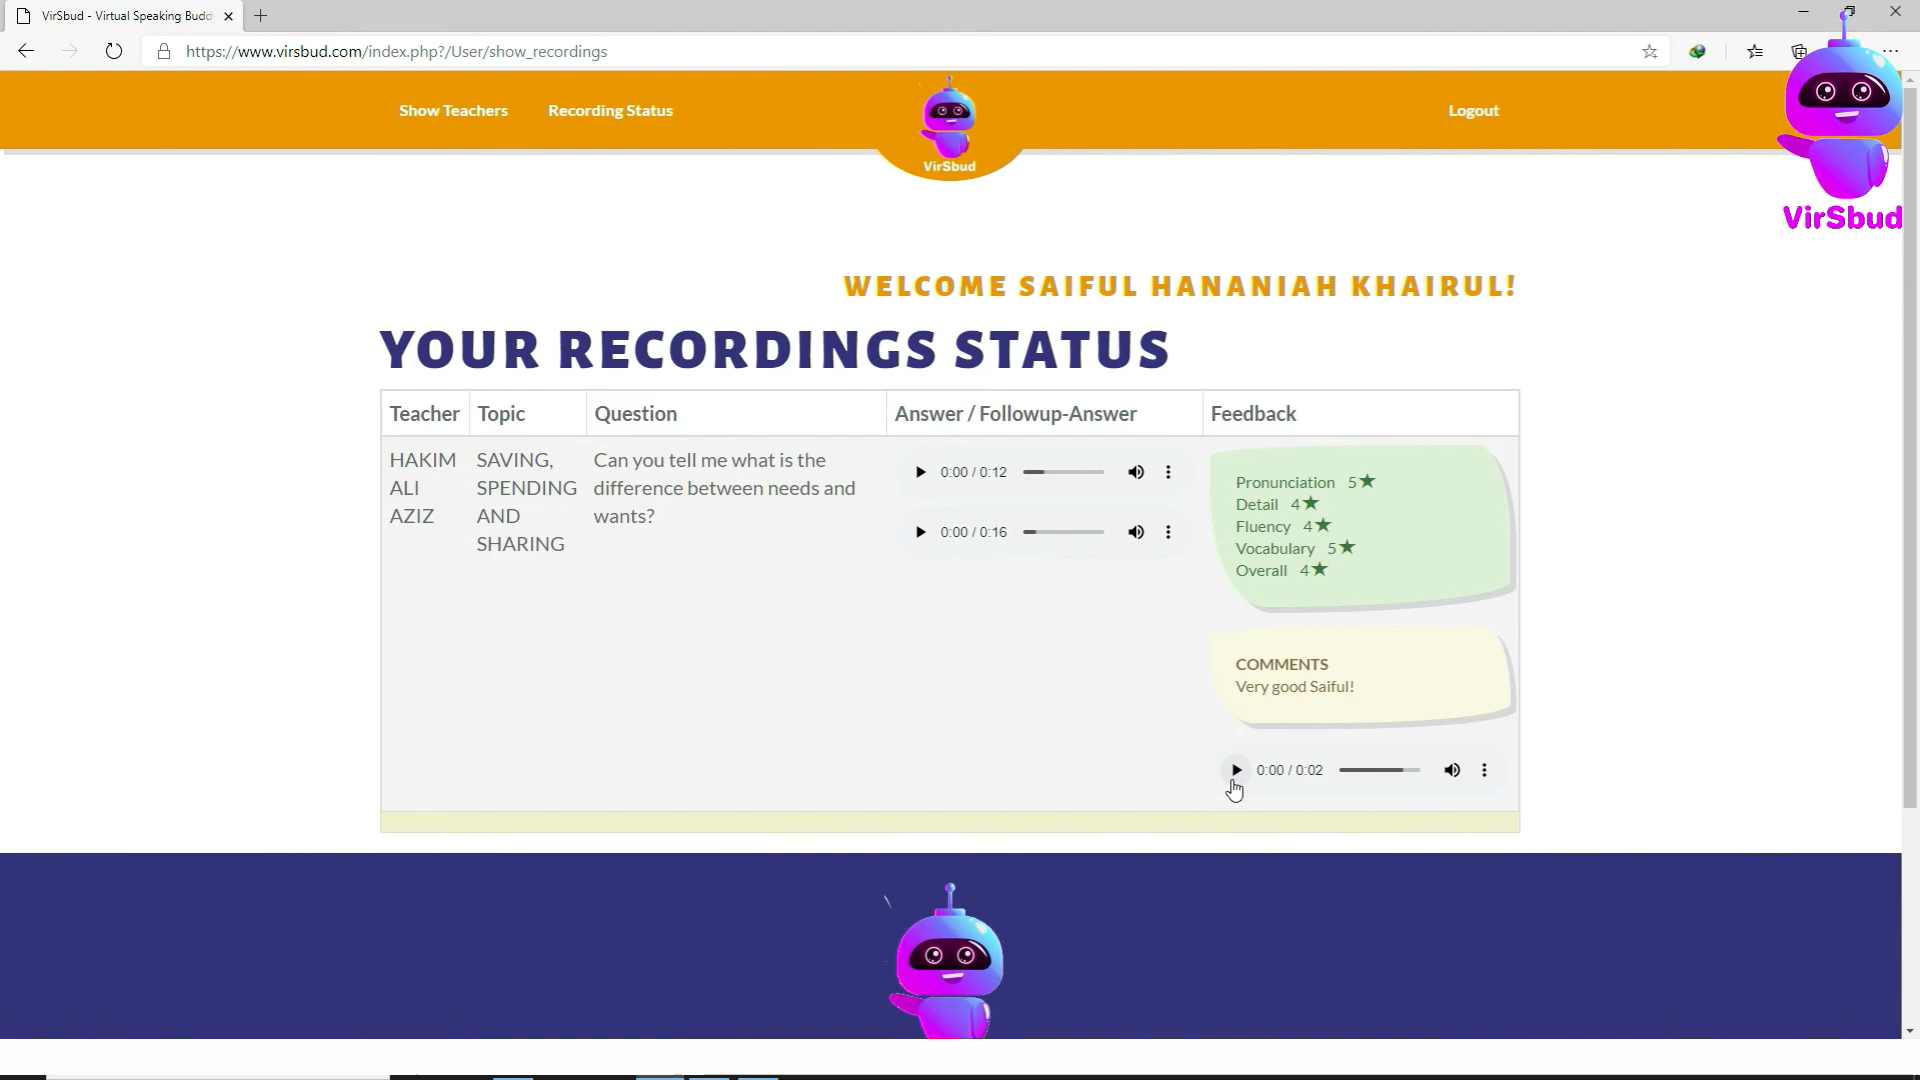 VirSbud - Virtual Speaking Budd
https://www.virsbud.com/index.php?/User/show_recordings
Show Teachers
Recording Status
VirSbud
Logout
VirSbud
WELCOME SAIFUL HANANIAH KHAIRUL!
YOUR RECORDINGS STATUS
Teacher Topic Question Answer / Followup-Answer Feedback
HAKIM
ALI
AZIZ
SAVING,
SPENDING
AND
SHARING
Can you tell me what is the
difference between needs and
wants?
0:00 / 0:12
0:00 / 0:16
Pronunciation 5★
Detail 4★
Fluency 4★
Vocabulary 5★
Overall 4★
COMMENTS
Very good Saiful!
0:00 / 0:02